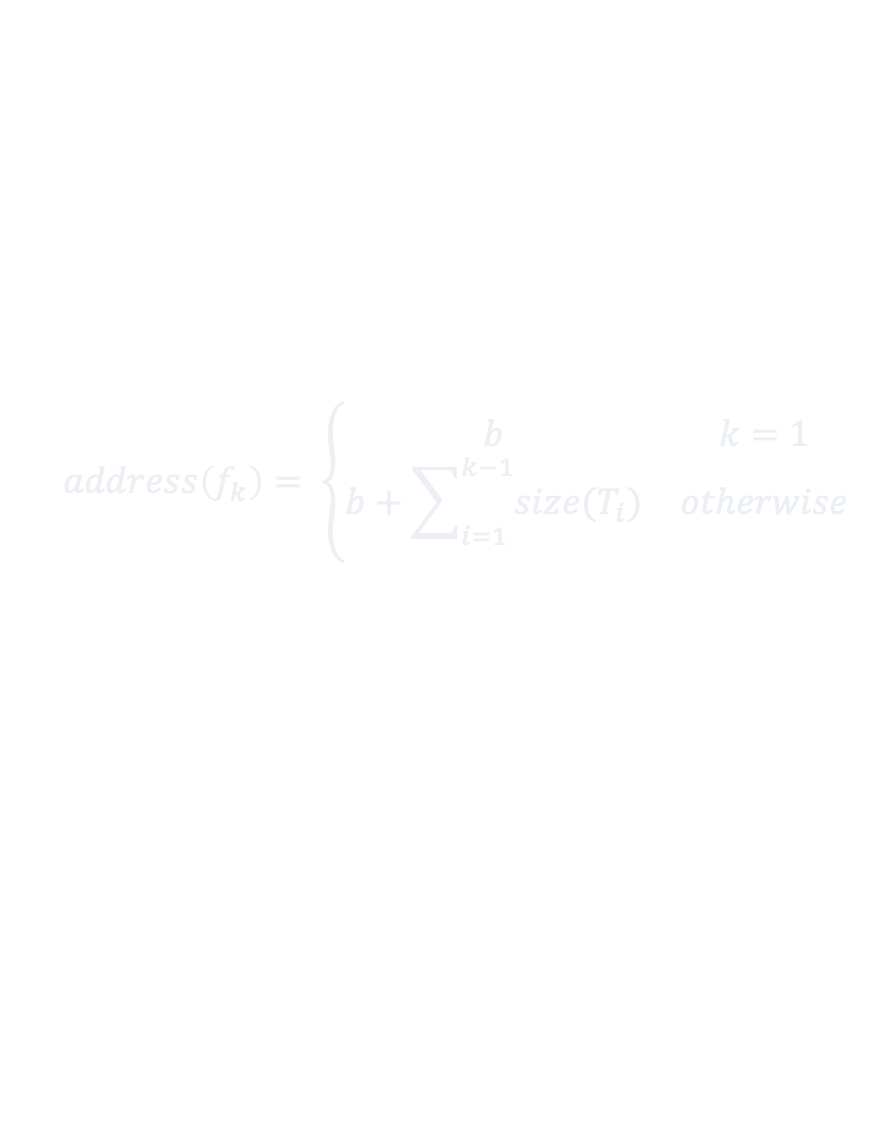 address(f_k) = { b    k = 1
b + ∑_{i=1}^{k−1} size(T_i)    otherwise